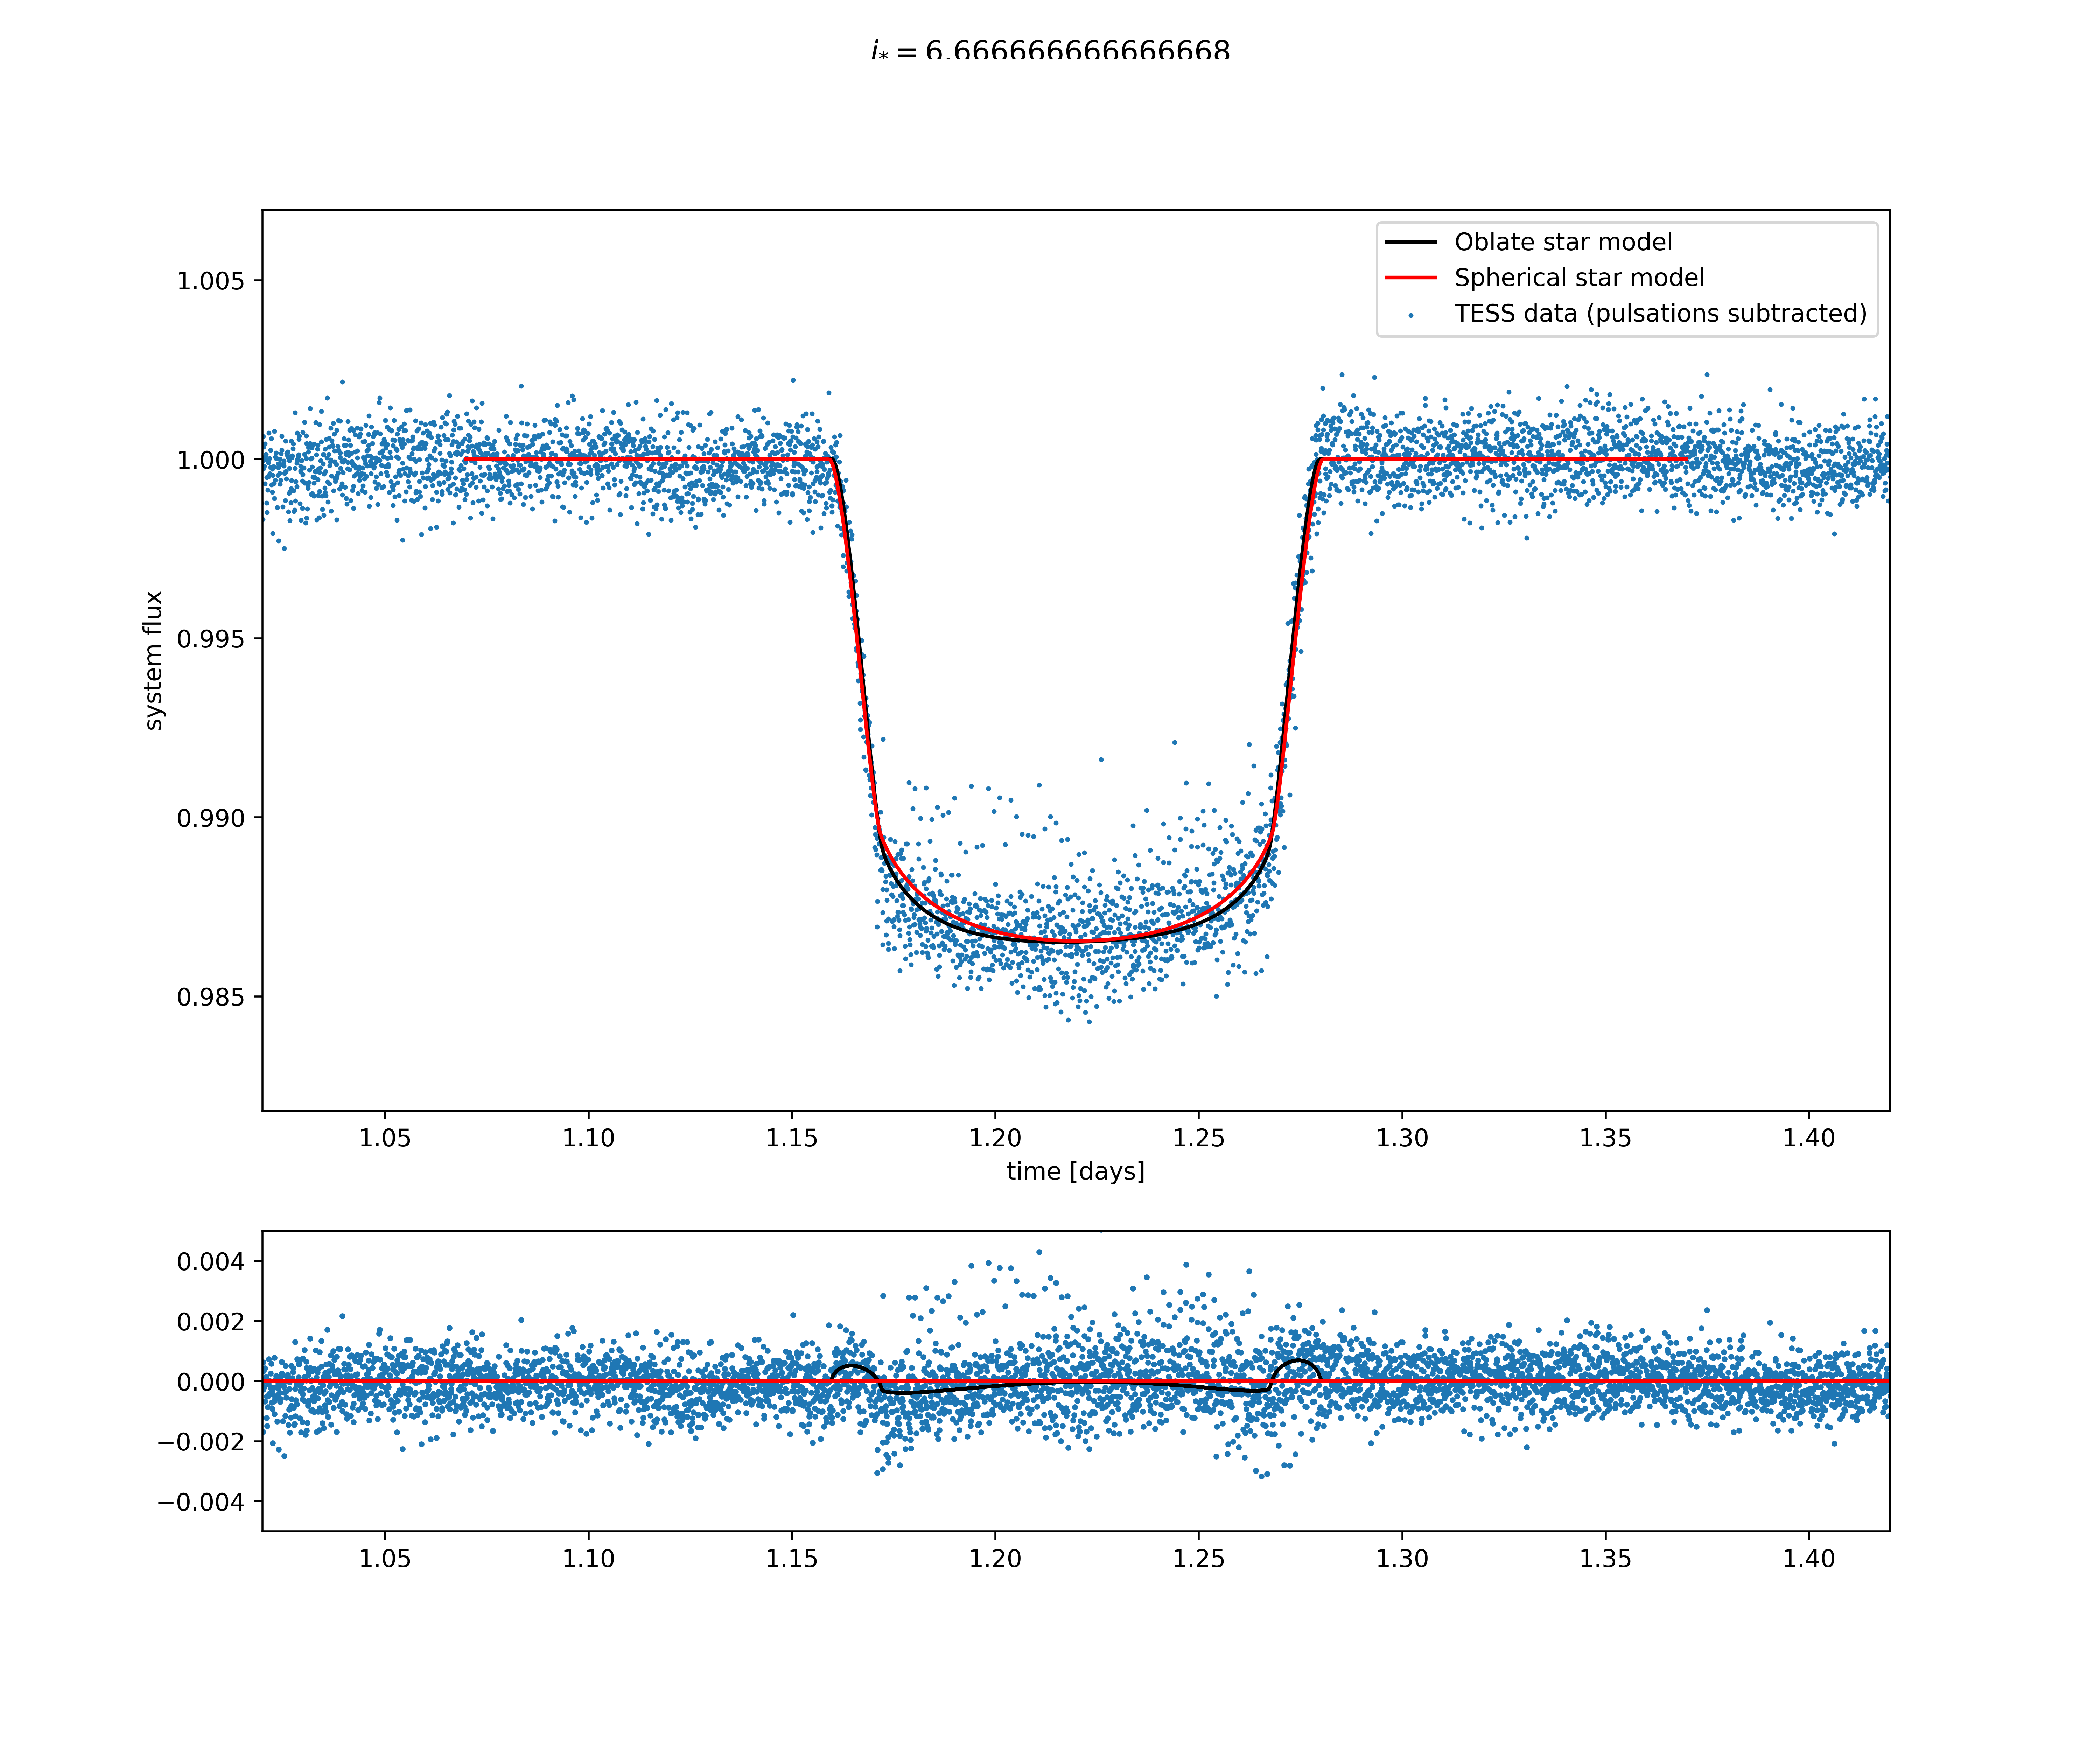 i* = 6.666666666666668
Oblate star model
Spherical star model
TESS data (pulsations subtracted)
system flux
1.005
1.000
0.995
0.990
0.985
1.05 1.10 1.15 1.20 1.25 1.30 1.35 1.40
time [days]
0.004
0.002
0.000
−0.002
−0.004
1.05 1.10 1.15 1.20 1.25 1.30 1.35 1.40